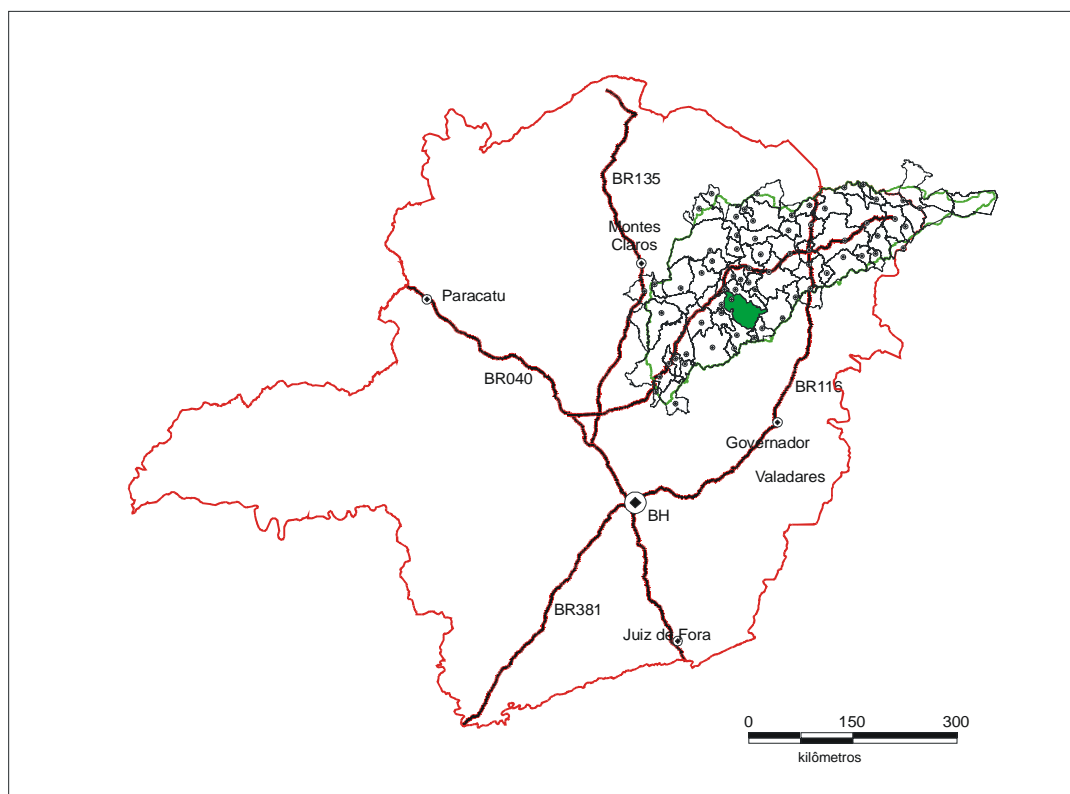 BR135
Montes
Claros
Paracatu
BR040
BR116
Governador
Valadares
BH
BR381
Juiz de Fora
0 150 300
kilômetros